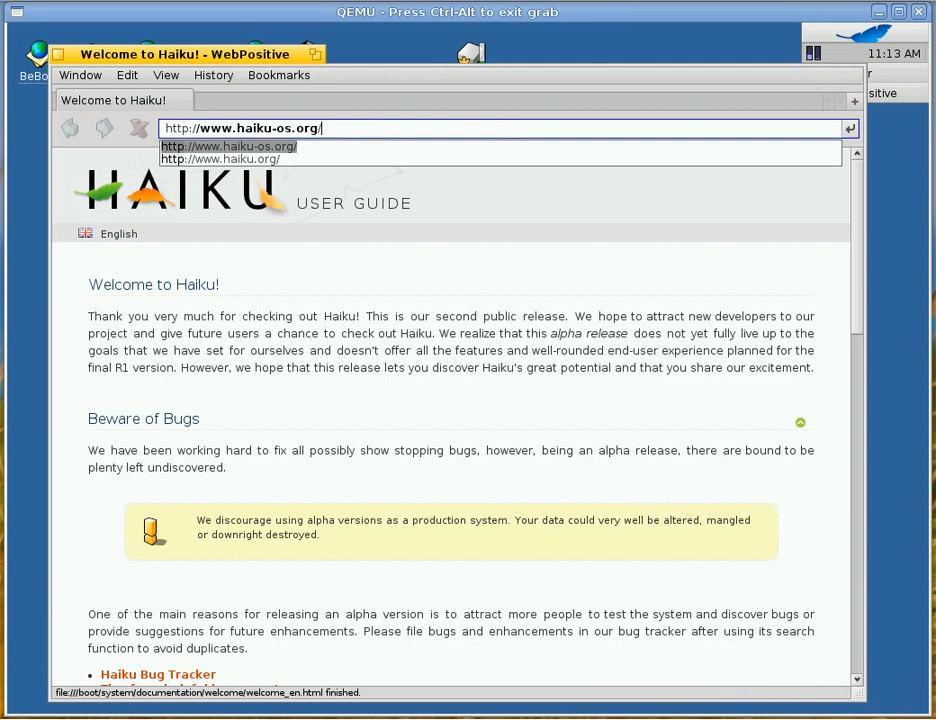 QEMU - Press Ctrl-Alt to exit grab
11:13 AM
BeBo
Welcome to Haiku! - WebPositive
r
sitive
Window Edit View History Bookmarks
Welcome to Haiku!
+
http://www.haiku-os.org/
http://www.haiku-os.org/
http://www.haiku.org/
HAIKU USER GUIDE
English
Welcome to Haiku!
Thank you very much for checking out Haiku! This is our second public release. We hope to attract new developers to our
project and give future users a chance to check out Haiku. We realize that this alpha release does not yet fully live up to the
goals that we have set for ourselves and doesn't offer all the features and well-rounded end-user experience planned for the
final R1 version. However, we hope that this release lets you discover Haiku's great potential and that you share our excitement.
Beware of Bugs
We have been working hard to fix all possibly show stopping bugs, however, being an alpha release, there are bound to be
plenty left undiscovered.
We discourage using alpha versions as a production system. Your data could very well be altered, mangled
or downright destroyed.
One of the main reasons for releasing an alpha version is to attract more people to test the system and discover bugs or
provide suggestions for future enhancements. Please file bugs and enhancements in our bug tracker after using its search
function to avoid duplicates.
• Haiku Bug Tracker
file:///boot/system/documentation/welcome/welcome_en.html finished.